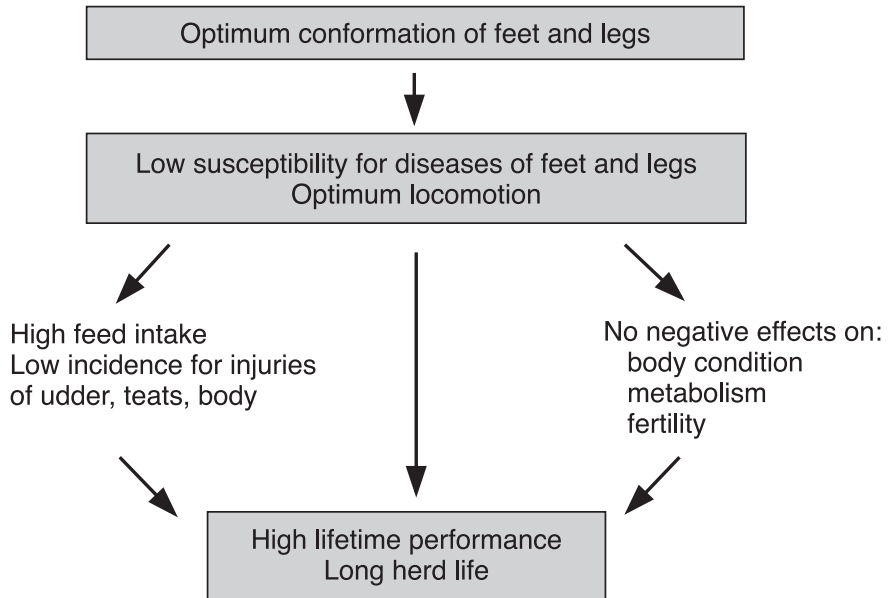 Optimum conformation of feet and legs
Low susceptibility for diseases of feet and legs
Optimum locomotion
High feed intake
Low incidence for injuries
of udder, teats, body
No negative effects on:
body condition
metabolism
fertility
High lifetime performance
Long herd life